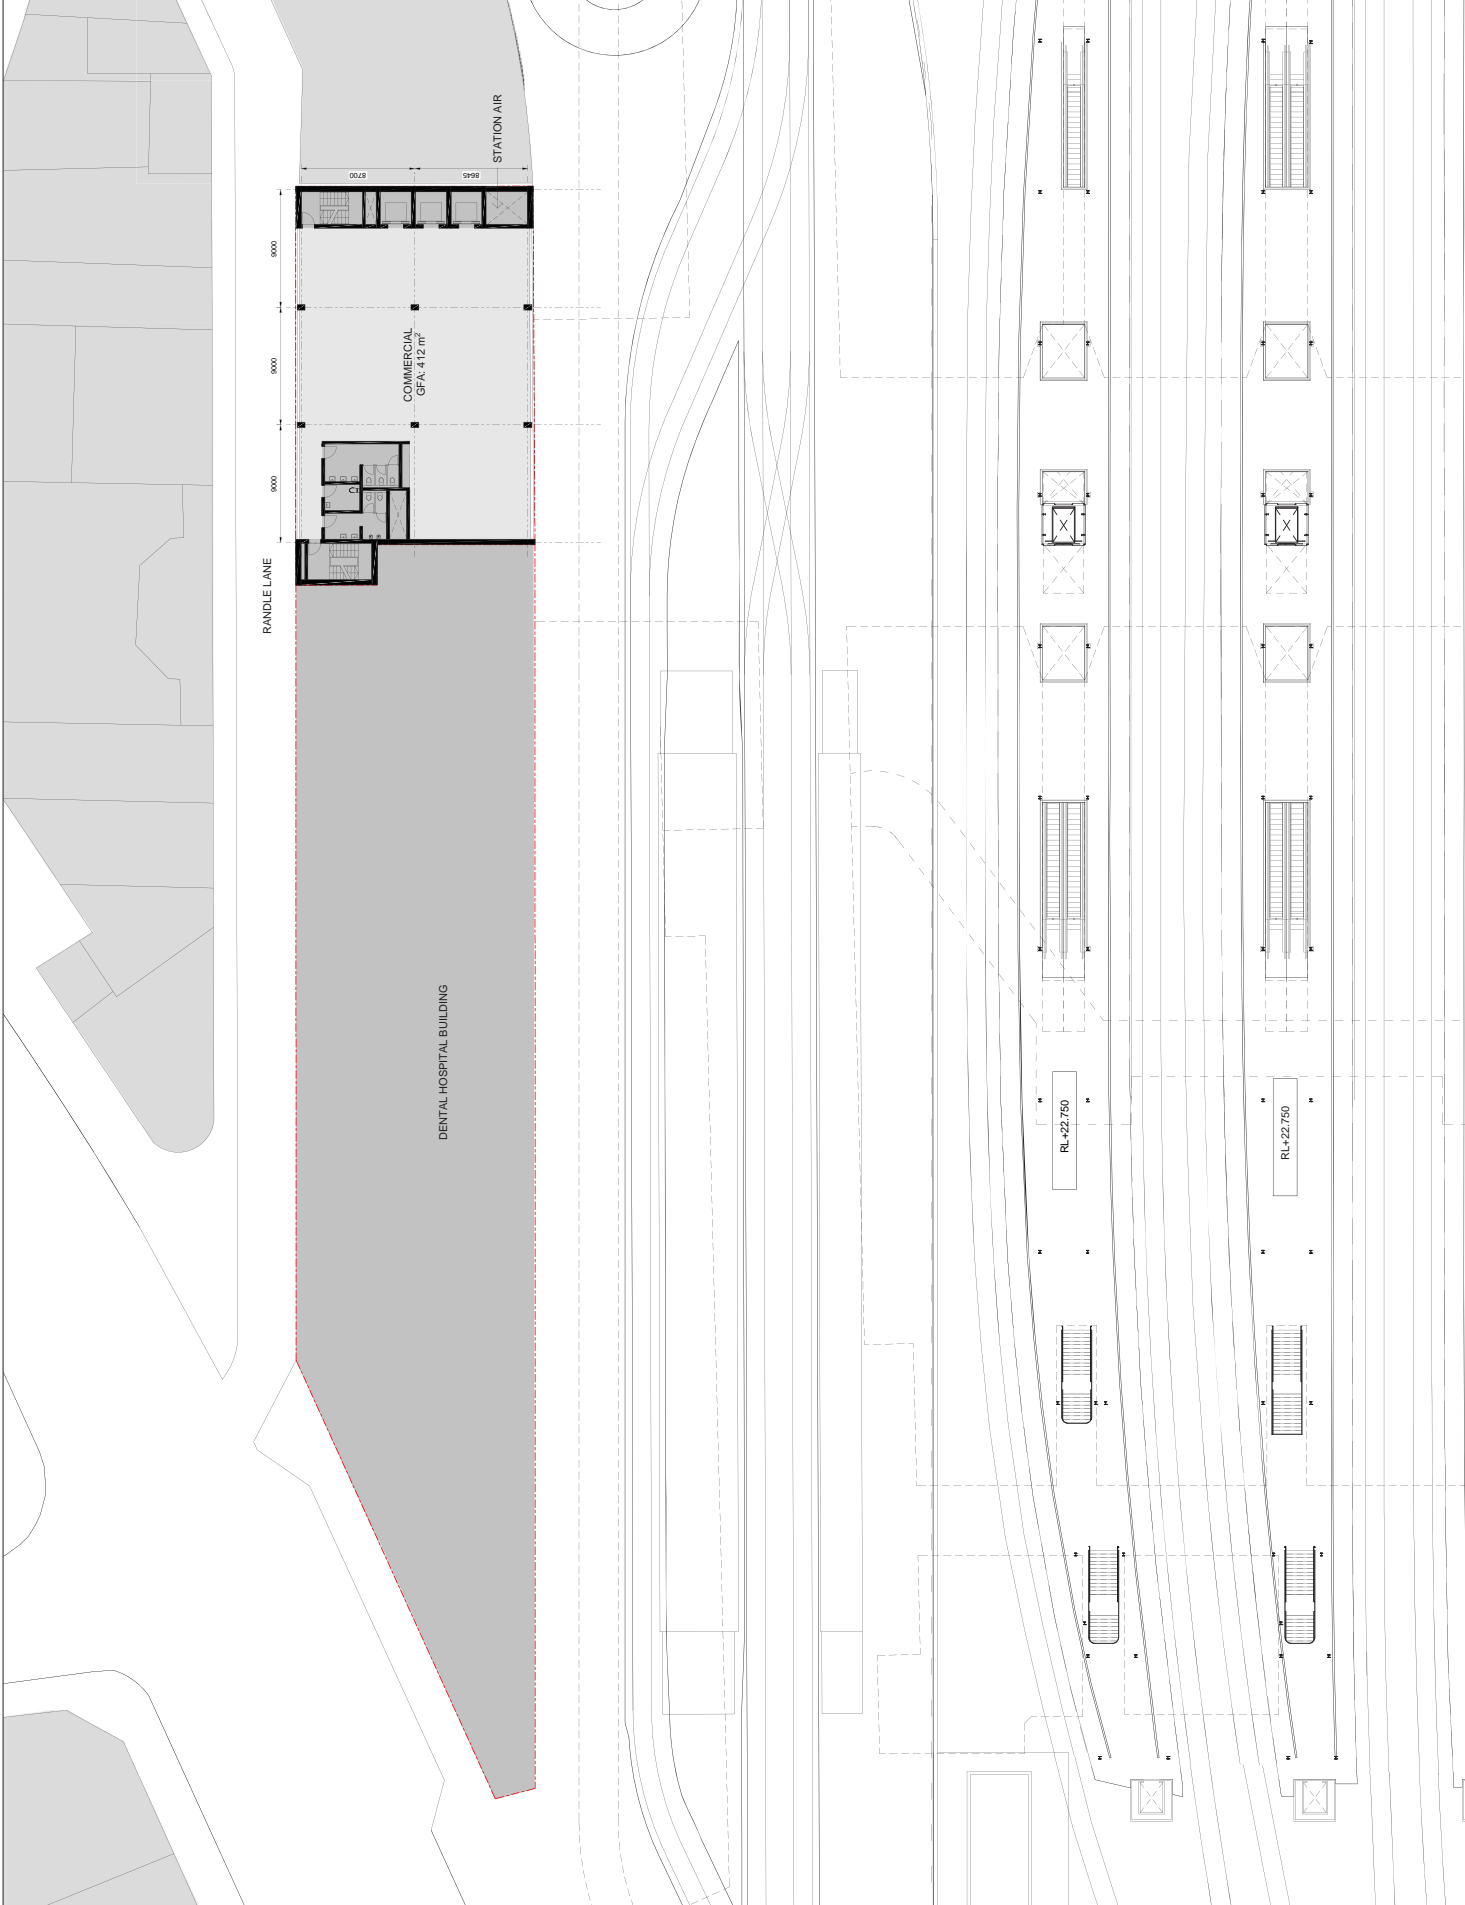 STATION AIR
8700
8645
9000
9000
9000
COMMERCIAL
GFA: 412 m²
RANDLE LANE
DENTAL HOSPITAL BUILDING
RL+22.750
RL+22.750